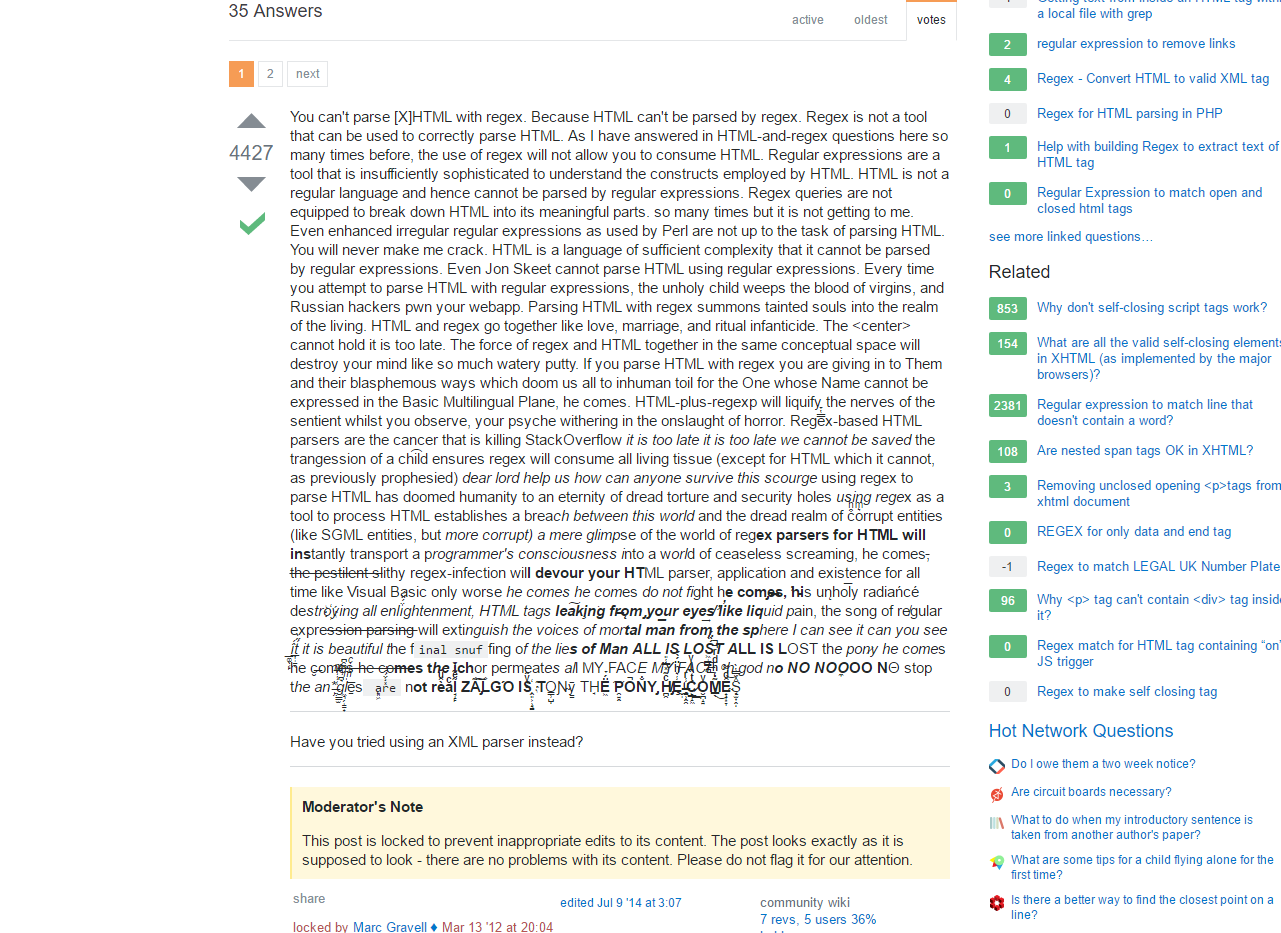 35 Answers
active
oldest
votes
1
2
next
4427
You can't parse [X]HTML with regex. Because HTML can't be parsed by regex. Regex is not a tool
that can be used to correctly parse HTML. As I have answered in HTML-and-regex questions here so
many times before, the use of regex will not allow you to consume HTML. Regular expressions are a
tool that is insufficiently sophisticated to understand the constructs employed by HTML. HTML is not a
regular language and hence cannot be parsed by regular expressions. Regex queries are not
equipped to break down HTML into its meaningful parts. so many times but it is not getting to me.
Even enhanced irregular regular expressions as used by Perl are not up to the task of parsing HTML.
You will never make me crack. HTML is a language of sufficient complexity that it cannot be parsed
by regular expressions. Even Jon Skeet cannot parse HTML using regular expressions. Every time
you attempt to parse HTML with regular expressions, the unholy child weeps the blood of virgins, and
Russian hackers pwn your webapp. Parsing HTML with regex summons tainted souls into the realm
of the living. HTML and regex go together like love, marriage, and ritual infanticide. The <center>
cannot hold it is too late. The force of regex and HTML together in the same conceptual space will
destroy your mind like so much watery putty. If you parse HTML with regex you are giving in to Them
and their blasphemous ways which doom us all to inhuman toil for the One whose Name cannot be
expressed in the Basic Multilingual Plane, he comes. HTML-plus-regexp will liquify the nerves of the
sentient whilst you observe, your psyche withering in the onslaught of horror. Regex-based HTML
parsers are the cancer that is killing StackOverflow it is too late it is too late we cannot be saved the
trangession of a child ensures regex will consume all living tissue (except for HTML which it cannot,
as previously prophesied) dear lord help us how can anyone survive this scourge using regex to
parse HTML has doomed humanity to an eternity of dread torture and security holes using regex as a
tool to process HTML establishes a breach between this world and the dread realm of corrupt entities
(like SGML entities, but more corrupt) a mere glimpse of the world of regex parsers for HTML will
instantly transport a programmer's consciousness into a world of ceaseless screaming, he comes,
the pestilent slithy regex-infection will devour your HTML parser, application and existence for all
time like Visual Basic only worse he comes he comes do not fight he comes, his unholy radiance
destroying all enlightenment, HTML tags leaking from your eyes like liquid pain, the song of regular
expression parsing will extinguish the voices of mortal man from the sphere I can see it can you see
it it is beautiful the final snuffing of the lies of Man ALL IS LOST ALL IS LOST the pony he comes
he comes he comes the ichor permeates all MY FACE MY FACE h god no NO NOOOO NΘ stop
the an*gles are not real ZALGO IS TONY THE PONY HE COMES
Have you tried using an XML parser instead?
Moderator's Note
This post is locked to prevent inappropriate edits to its content. The post looks exactly as it is
supposed to look - there are no problems with its content. Please do not flag it for our attention.
share
edited Jul 9 '14 at 3:07
community wiki
7 revs, 5 users 36%
locked by Marc Gravell ♦ Mar 13 '12 at 20:04
a local file with grep
2 regular expression to remove links
4 Regex - Convert HTML to valid XML tag
0 Regex for HTML parsing in PHP
1 Help with building Regex to extract text of
HTML tag
0 Regular Expression to match open and
closed html tags
see more linked questions…
Related
853 Why don't self-closing script tags work?
154 What are all the valid self-closing elements
in XHTML (as implemented by the major
browsers)?
2381 Regular expression to match line that
doesn't contain a word?
108 Are nested span tags OK in XHTML?
3 Removing unclosed opening <p>tags from
xhtml document
0 REGEX for only data and end tag
-1 Regex to match LEGAL UK Number Plate
96 Why <p> tag can't contain <div> tag inside
it?
0 Regex match for HTML tag containing “on”
JS trigger
0 Regex to make self closing tag
Hot Network Questions
Do I owe them a two week notice?
Are circuit boards necessary?
What to do when my introductory sentence is
taken from another author's paper?
What are some tips for a child flying alone for the
first time?
Is there a better way to find the closest point on a
line?